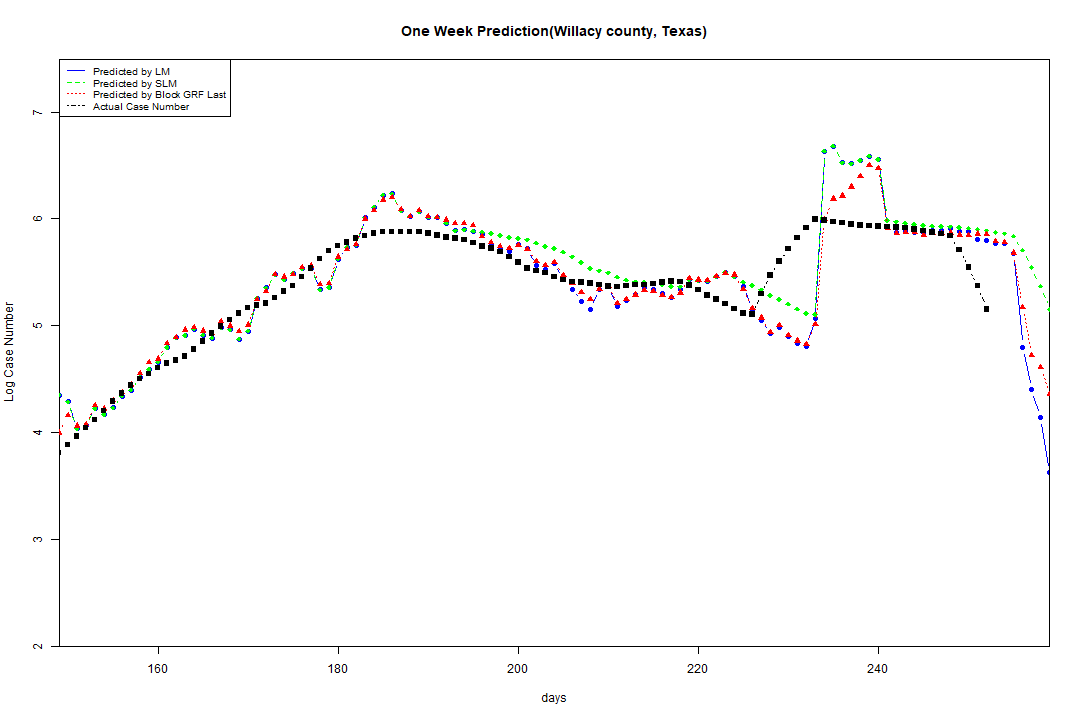 One Week Prediction(Willacy county, Texas)
Predicted by LM
Predicted by SLM
Predicted by Block GRF Last
Actual Case Number
7
6
5
4
3
2
Log Case Number
160 180 200 220 240
days